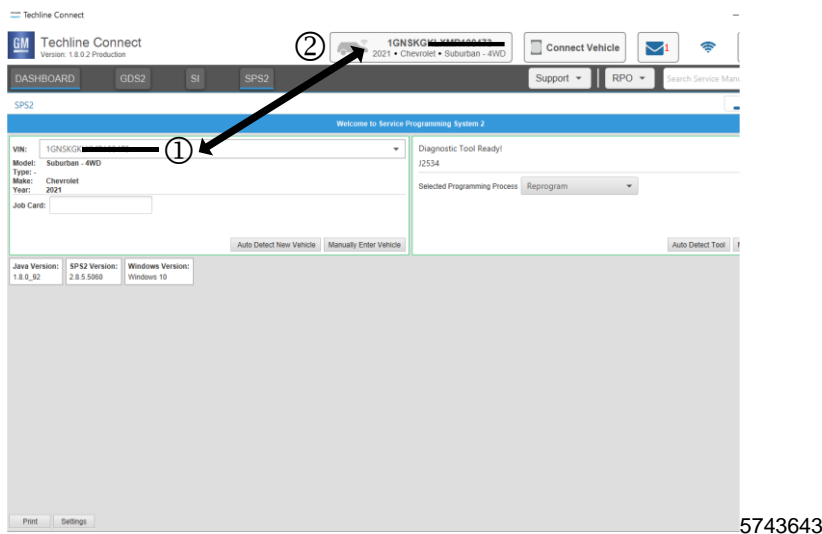 Techline Connect
GM
Techline Connect
Version: 1.8.0.2 Production
②
1GNSKG
2021 • Chevrolet • Suburban - 4WD
Connect Vehicle
1
DASHBOARD GDS2 SI SPS2
Support RPO Search Service Manu
SPS2
Welcome to Service Programming System 2
VIN: 1GNSKGK
①
Model: Suburban - 4WD
Type: -
Make: Chevrolet
Year: 2021
Job Card:
Auto Detect New Vehicle Manually Enter Vehicle
Diagnostic Tool Ready!
J2534
Selected Programming Process Reprogram
Auto Detect Tool
Java Version: SPS2 Version: Windows Version:
1.8.0_92 2.8.5.5060 Windows 10
Print Settings
5743643